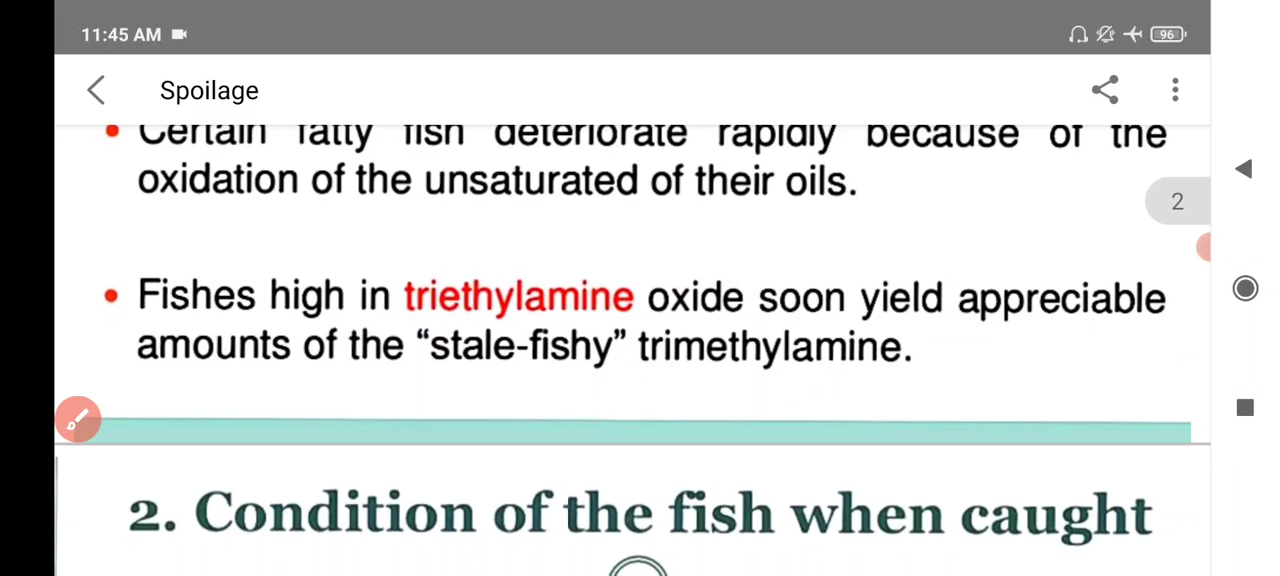 11:45 AM
96
Spoilage
• Certain fatty fish deteriorate rapidly because of the
oxidation of the unsaturated of their oils.
2
• Fishes high in triethylamine oxide soon yield appreciable
amounts of the “stale-fishy” trimethylamine.
2. Condition of the fish when caught